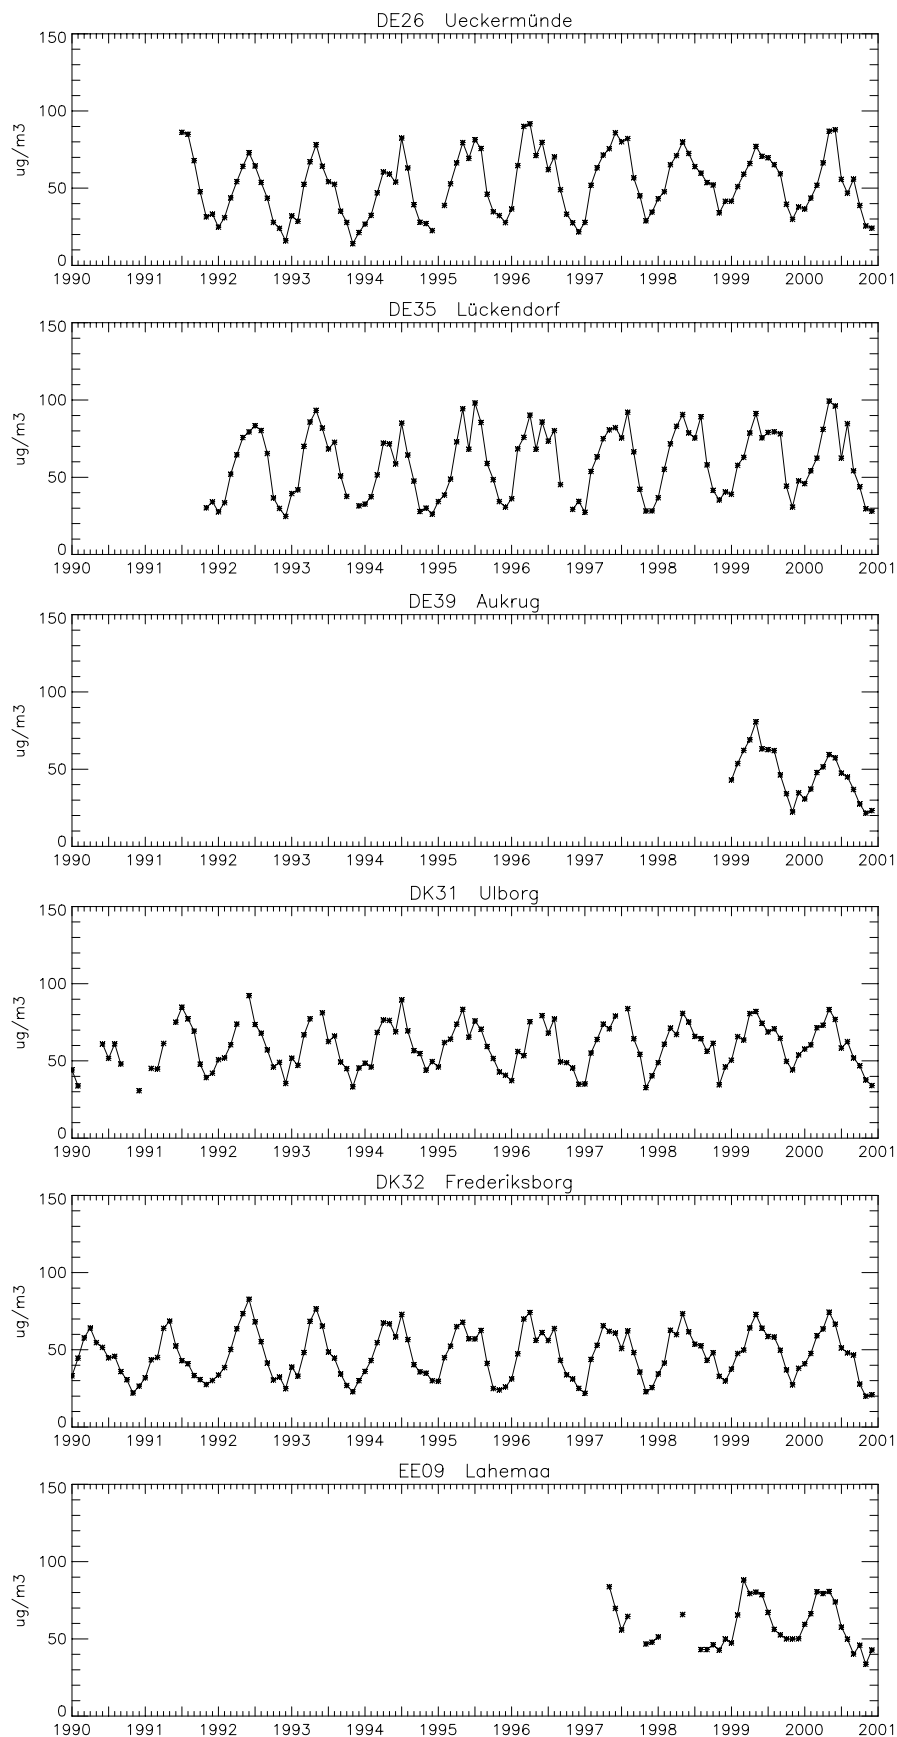 DE26 Ueckermünde
150
100
50
0
ug/m3
1990 1991 1992 1993 1994 1995 1996 1997 1998 1999 2000 2001
DE35 Lückendorf
150
100
50
0
ug/m3
1990 1991 1992 1993 1994 1995 1996 1997 1998 1999 2000 2001
DE39 Aukrug
150
100
50
0
ug/m3
1990 1991 1992 1993 1994 1995 1996 1997 1998 1999 2000 2001
DK31 Ulborg
150
100
50
0
ug/m3
1990 1991 1992 1993 1994 1995 1996 1997 1998 1999 2000 2001
DK32 Frederiksborg
150
100
50
0
ug/m3
1990 1991 1992 1993 1994 1995 1996 1997 1998 1999 2000 2001
EE09 Lahemaa
150
100
50
0
ug/m3
1990 1991 1992 1993 1994 1995 1996 1997 1998 1999 2000 2001